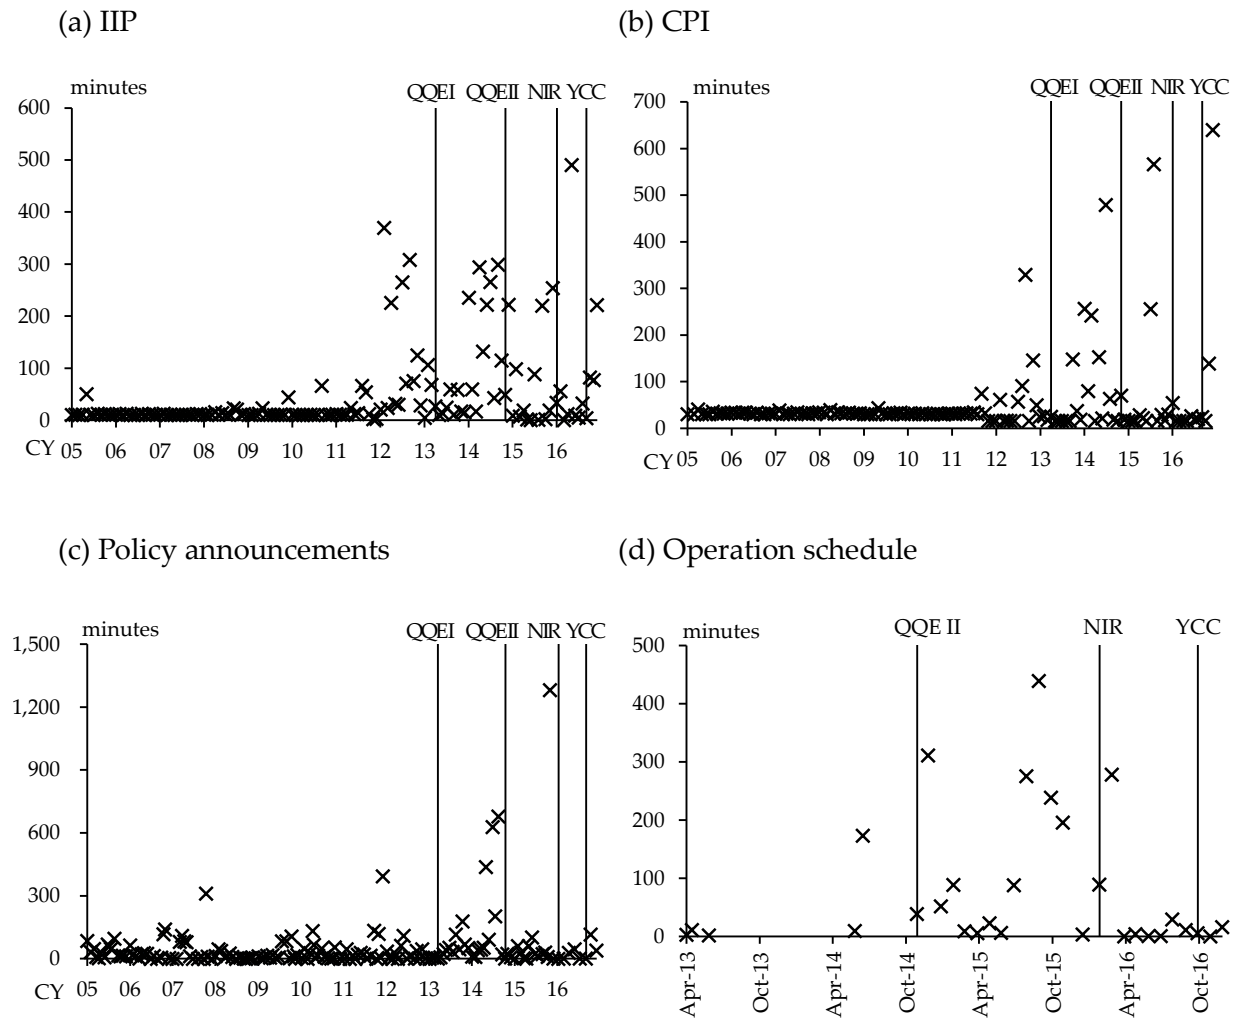 (a) IIP
minutes
QQEI QQEII NIR YCC
600
500
400
300
200
100
0
CY 05 06 07 08 09 10 11 12 13 14 15 16
(b) CPI
minutes
QQEI QQEII NIR YCC
700
600
500
400
300
200
100
0
CY 05 06 07 08 09 10 11 12 13 14 15 16
(c) Policy announcements
minutes
QQEI QQEII NIR YCC
1,500
1,200
900
600
300
0
CY 05 06 07 08 09 10 11 12 13 14 15 16
(d) Operation schedule
minutes
QQE II NIR YCC
500
400
300
200
100
0
Apr-13
Oct-13
Apr-14
Oct-14
Apr-15
Oct-15
Apr-16
Oct-16